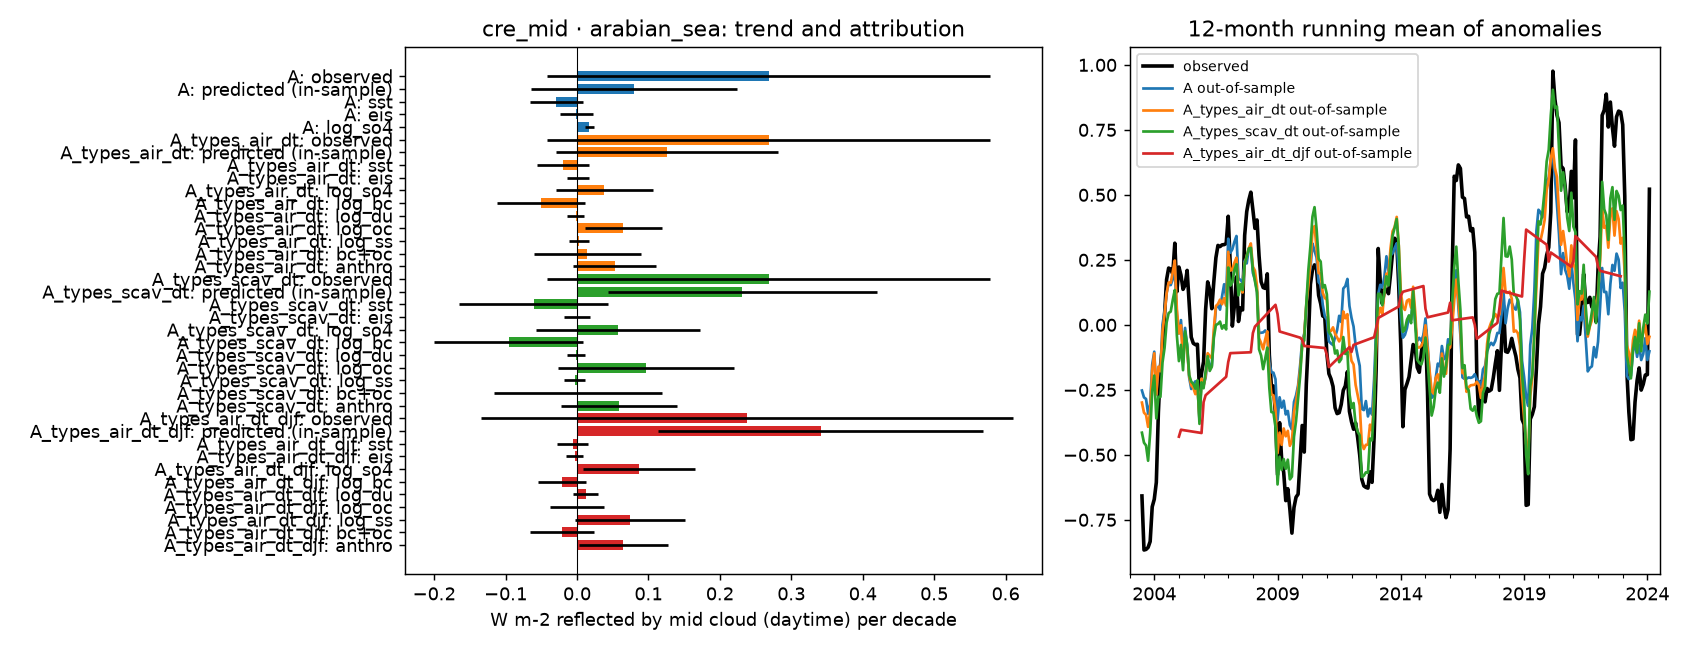 cre_mid · arabian_sea: trend and attribution
A: observed
A: predicted (in-sample)
A: sst
A: eis
A: log_so4
A_types_air_dt: observed
A_types_air_dt: predicted (in-sample)
A_types_air_dt: sst
A_types_air_dt: eis
A_types_air_dt: log_so4
A_types_air_dt: log_bc
A_types_air_dt: log_du
A_types_air_dt: log_oc
A_types_air_dt: log_ss
A_types_air_dt: bc+oc
A_types_air_dt: anthro
A_types_scav_dt: observed
A_types_scav_dt: predicted (in-sample)
A_types_scav_dt: sst
A_types_scav_dt: eis
A_types_scav_dt: log_so4
A_types_scav_dt: log_bc
A_types_scav_dt: log_du
A_types_scav_dt: log_oc
A_types_scav_dt: log_ss
A_types_scav_dt: bc+oc
A_types_scav_dt: anthro
A_types_air_dt_djf: observed
A_types_air_dt_djf: predicted (in-sample)
A_types_air_dt_djf: sst
A_types_air_dt_djf: eis
A_types_air_dt_djf: log_so4
A_types_air_dt_djf: log_bc
A_types_air_dt_djf: log_du
A_types_air_dt_djf: log_oc
A_types_air_dt_djf: log_ss
A_types_air_dt_djf: bc+oc
A_types_air_dt_djf: anthro
−0.2 −0.1 0.0 0.1 0.2 0.3 0.4 0.5 0.6
W m-2 reflected by mid cloud (daytime) per decade
12-month running mean of anomalies
observed
A out-of-sample
A_types_air_dt out-of-sample
A_types_scav_dt out-of-sample
A_types_air_dt_djf out-of-sample
1.00
0.75
0.50
0.25
0.00
−0.25
−0.50
−0.75
2004 2009 2014 2019 2024